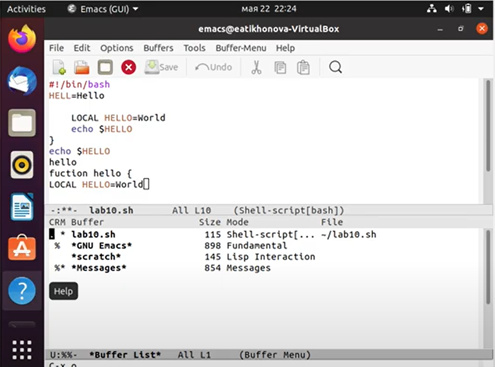 Activities Emacs (GUI) мая 22 22:24
emacs@eatikhonova-VirtualBox
File Edit Options Buffers Tools Buffer-Menu Help
Save Undo
#!/bin/bash
HELL=Hello
LOCAL HELLO=World
echo $HELLO
}
echo $HELLO
hello
fuction hello {
LOCAL HELLO=World
-:**- lab10.sh All L10 (Shell-script[bash])
CRM Buffer Size Mode File
. * lab10.sh 115 Shell-script[... ~/lab10.sh
% *GNU Emacs* 898 Fundamental
*scratch* 145 Lisp Interaction
%* *Messages* 854 Messages
Help
U:%%- *Buffer List* All L1 (Buffer Menu)
C-x o